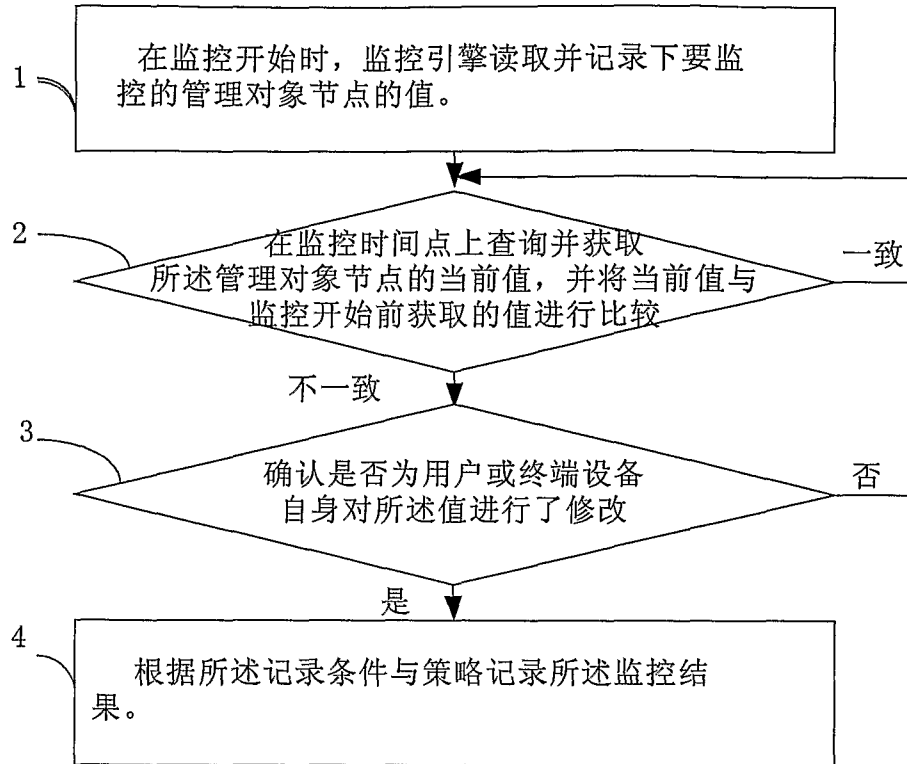 1
在监控开始时，监控引擎读取并记录下要监
控的管理对象节点的值。
2
在监控时间点上查询并获取
所述管理对象节点的当前值，并将当前值与
监控开始前获取的值进行比较
一致
不一致
3
确认是否为用户或终端设备
自身对所述值进行了修改
否
是
4
根据所述记录条件与策略记录所述监控结
果。